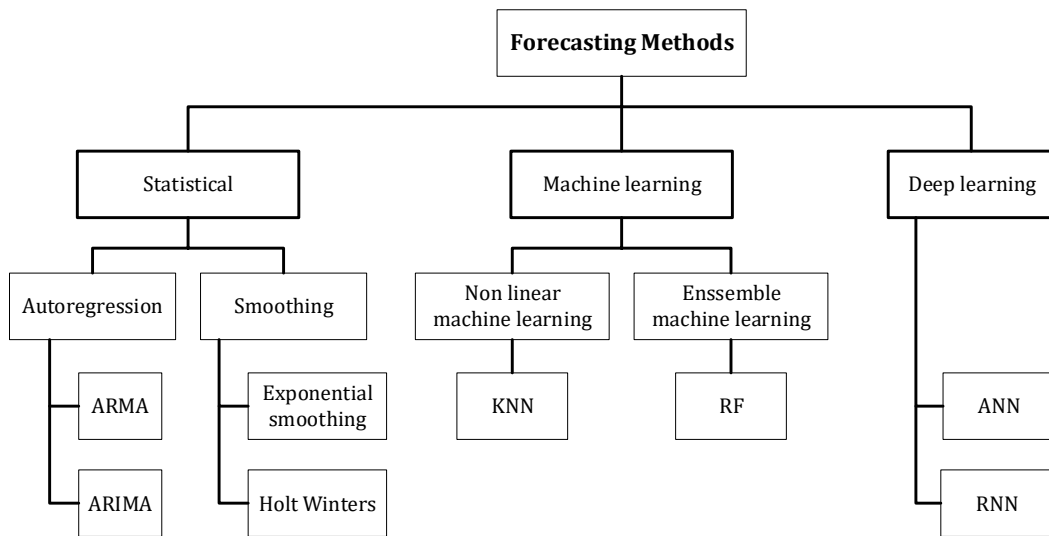 Forecasting Methods
Statistical
Machine learning
Deep learning
Autoregression
Smoothing
Non linear
machine learning
Enssemble
machine learning
ARMA
Exponential
smoothing
KNN
RF
ANN
ARIMA
Holt Winters
RNN